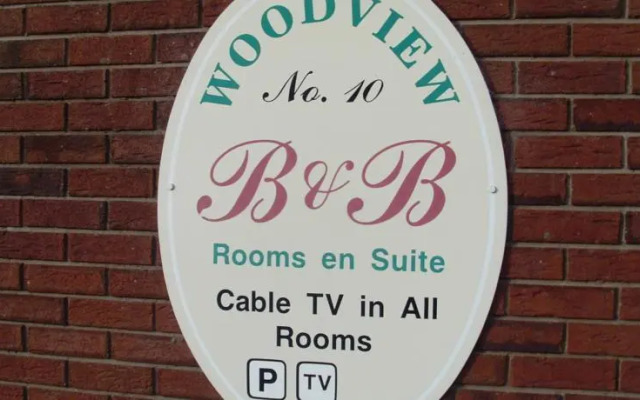 WOODVIEW
No. 10
B&B
Rooms en Suite
Cable TV in All
Rooms
P TV